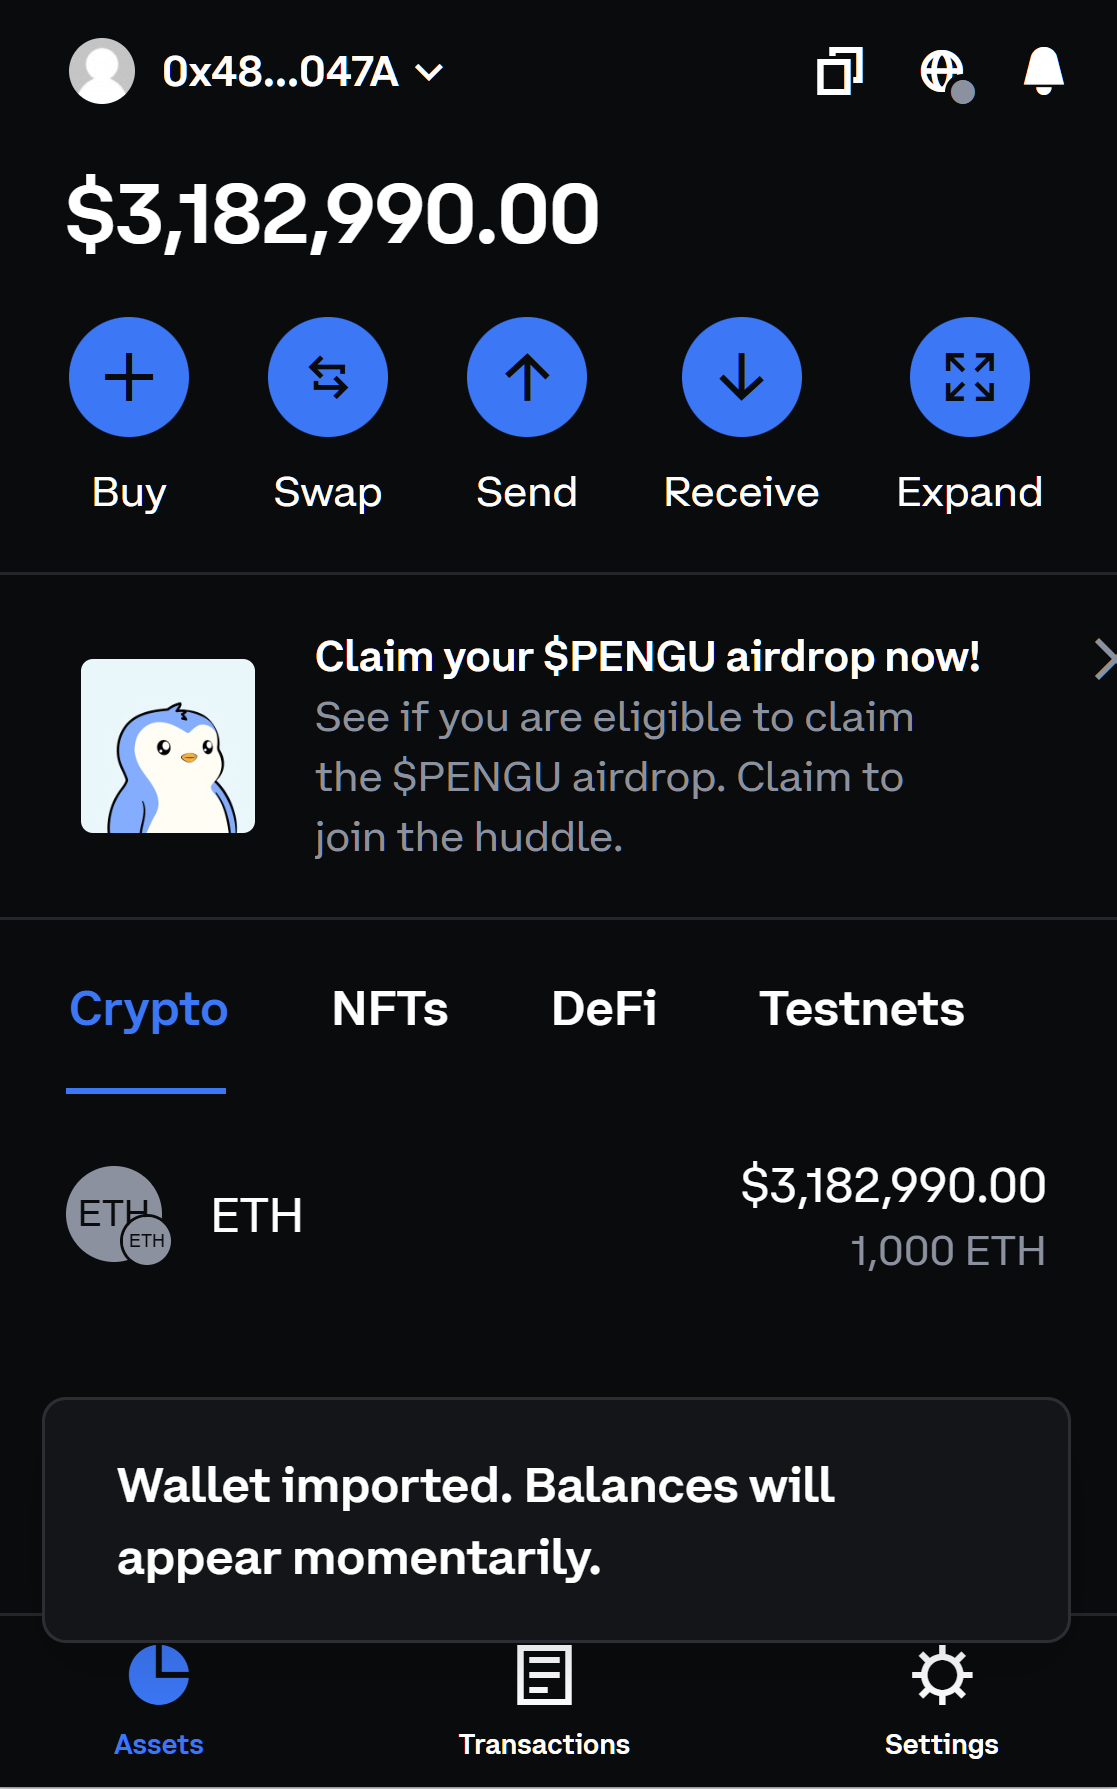 0x48...047A
$3,182,990.00
Buy Swap Send Receive Expand
Claim your $PENGU airdrop now!
See if you are eligible to claim
the $PENGU airdrop. Claim to
join the huddle.
Crypto NFTs DeFi Testnets
ETH
ETH
ETH
$3,182,990.00
1,000 ETH
Wallet imported. Balances will
appear momentarily.
Assets Transactions Settings